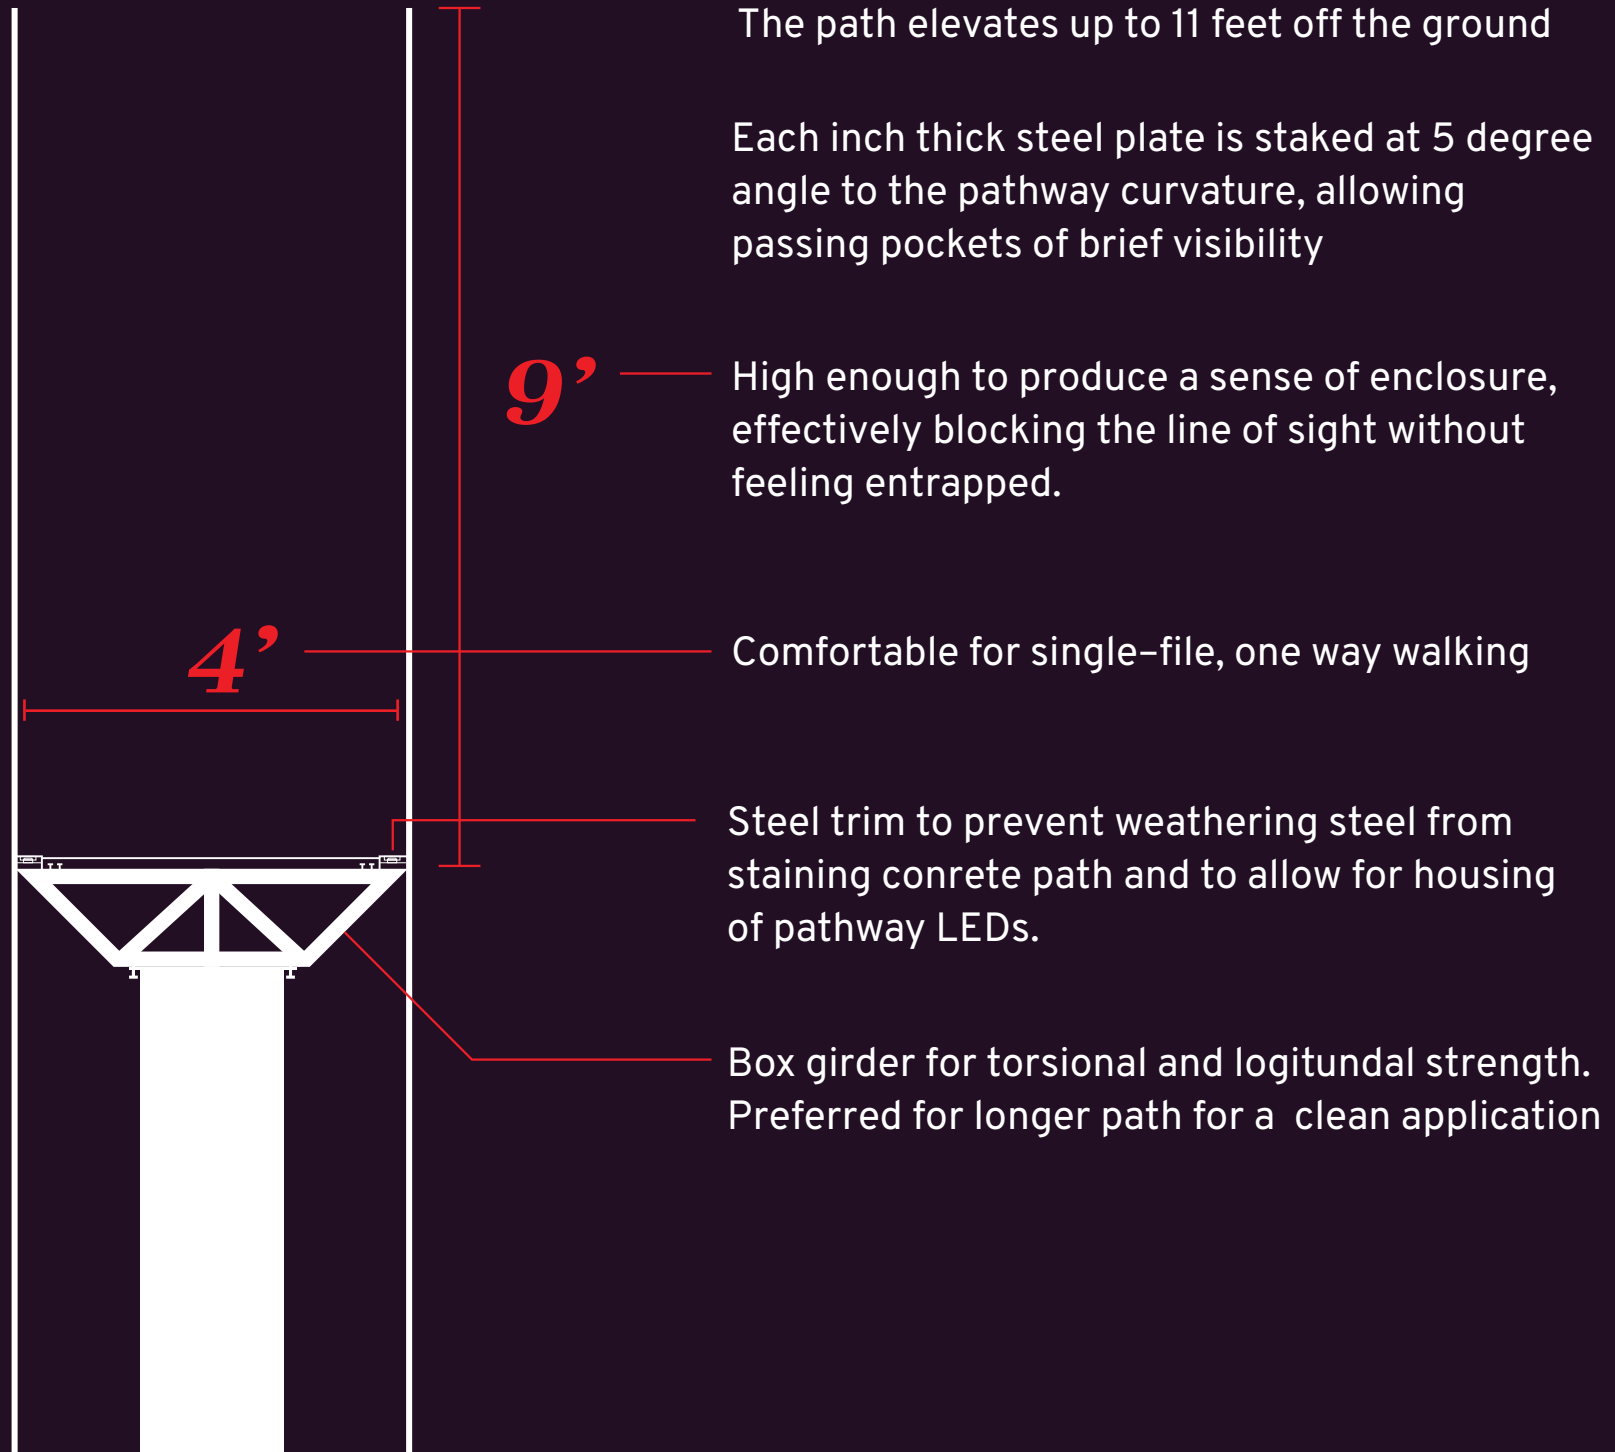 The path elevates up to 11 feet off the ground
Each inch thick steel plate is staked at 5 degree
angle to the pathway curvature, allowing
passing pockets of brief visibility
9’
High enough to produce a sense of enclosure,
effectively blocking the line of sight without
feeling entrapped.
4’
Comfortable for single–file, one way walking
Steel trim to prevent weathering steel from
staining conrete path and to allow for housing
of pathway LEDs.
Box girder for torsional and logitundal strength.
Preferred for longer path for a  clean application